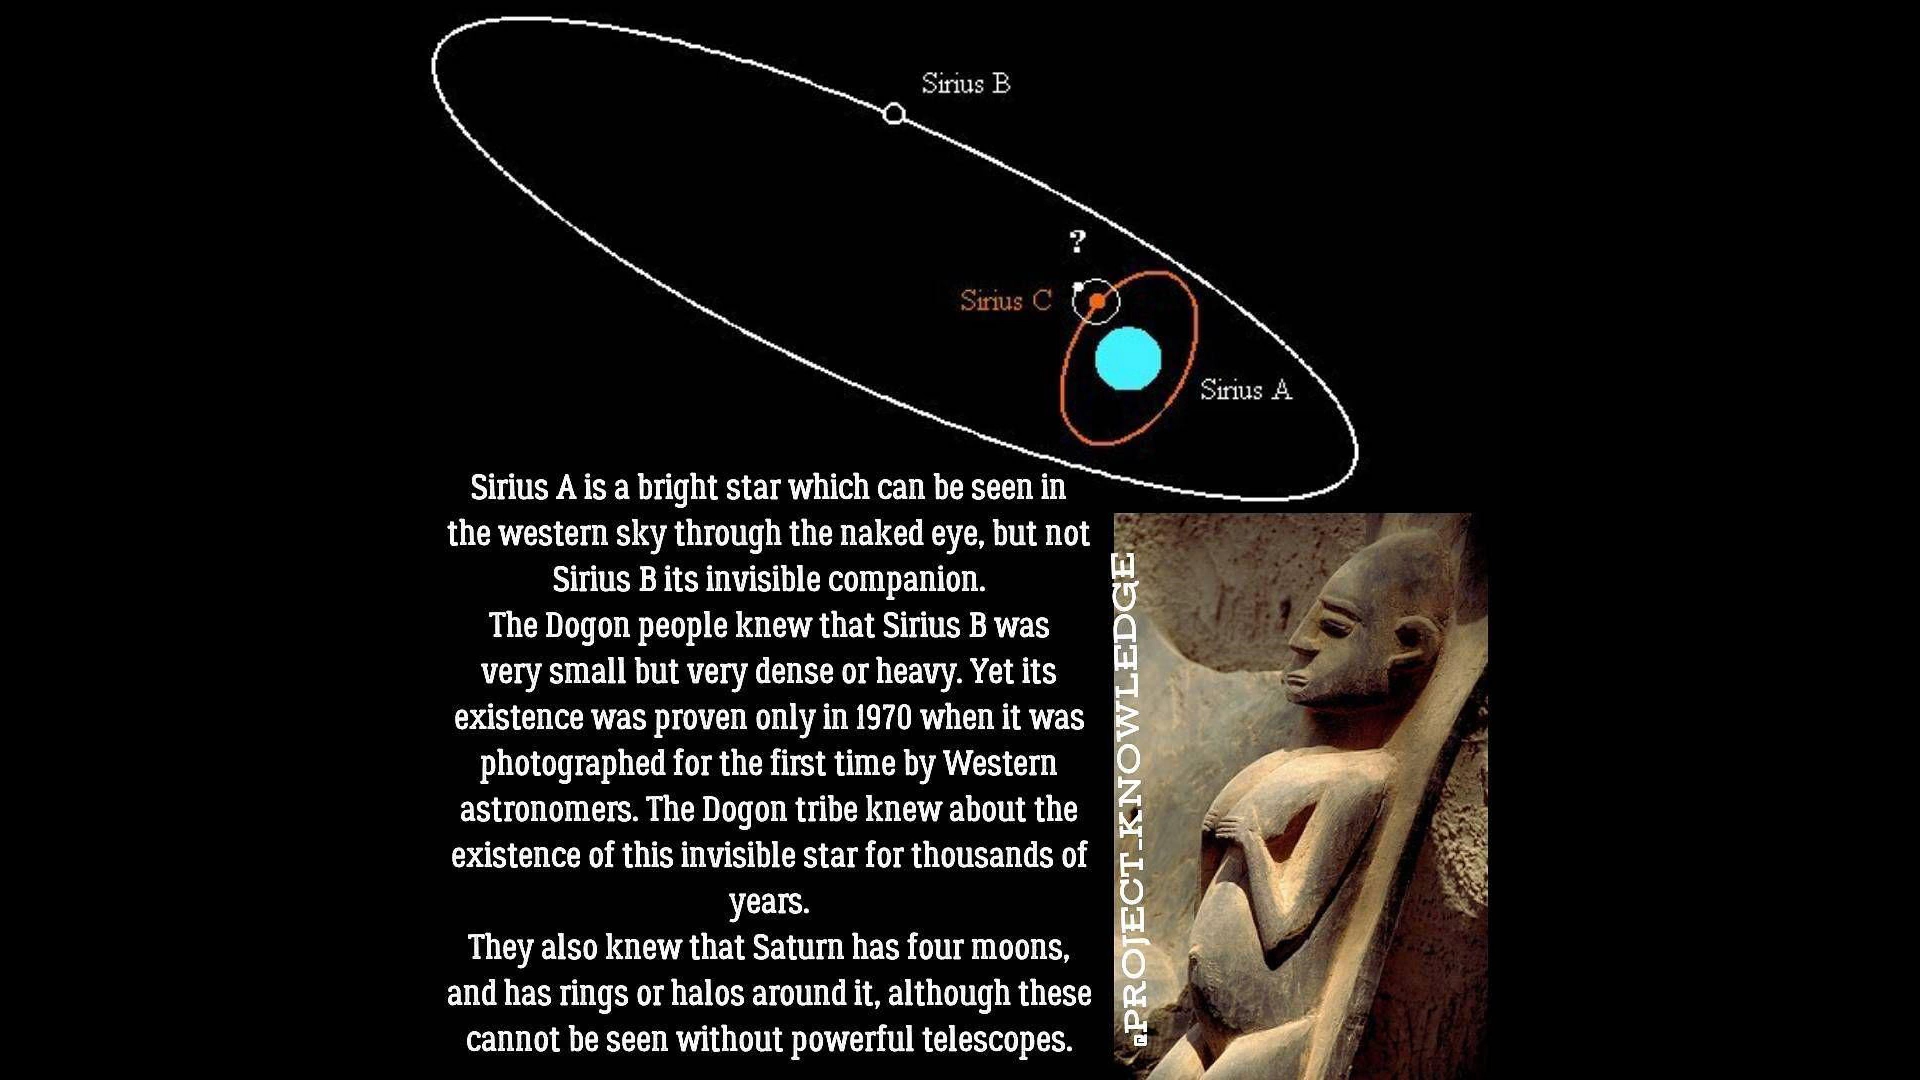 Sirius B
?
Sirius C
Sirius A
Sirius A is a bright star which can be seen in
the western sky through the naked eye, but not
Sirius B its invisible companion.
The Dogon people knew that Sirius B was
very small but very dense or heavy. Yet its
existence was proven only in 1970 when it was
photographed for the first time by Western
astronomers. The Dogon tribe knew about the
existence of this invisible star for thousands of
years.
They also knew that Saturn has four moons,
and has rings or halos around it, although these
cannot be seen without powerful telescopes.
@PROJECT_KNOWLEDGE